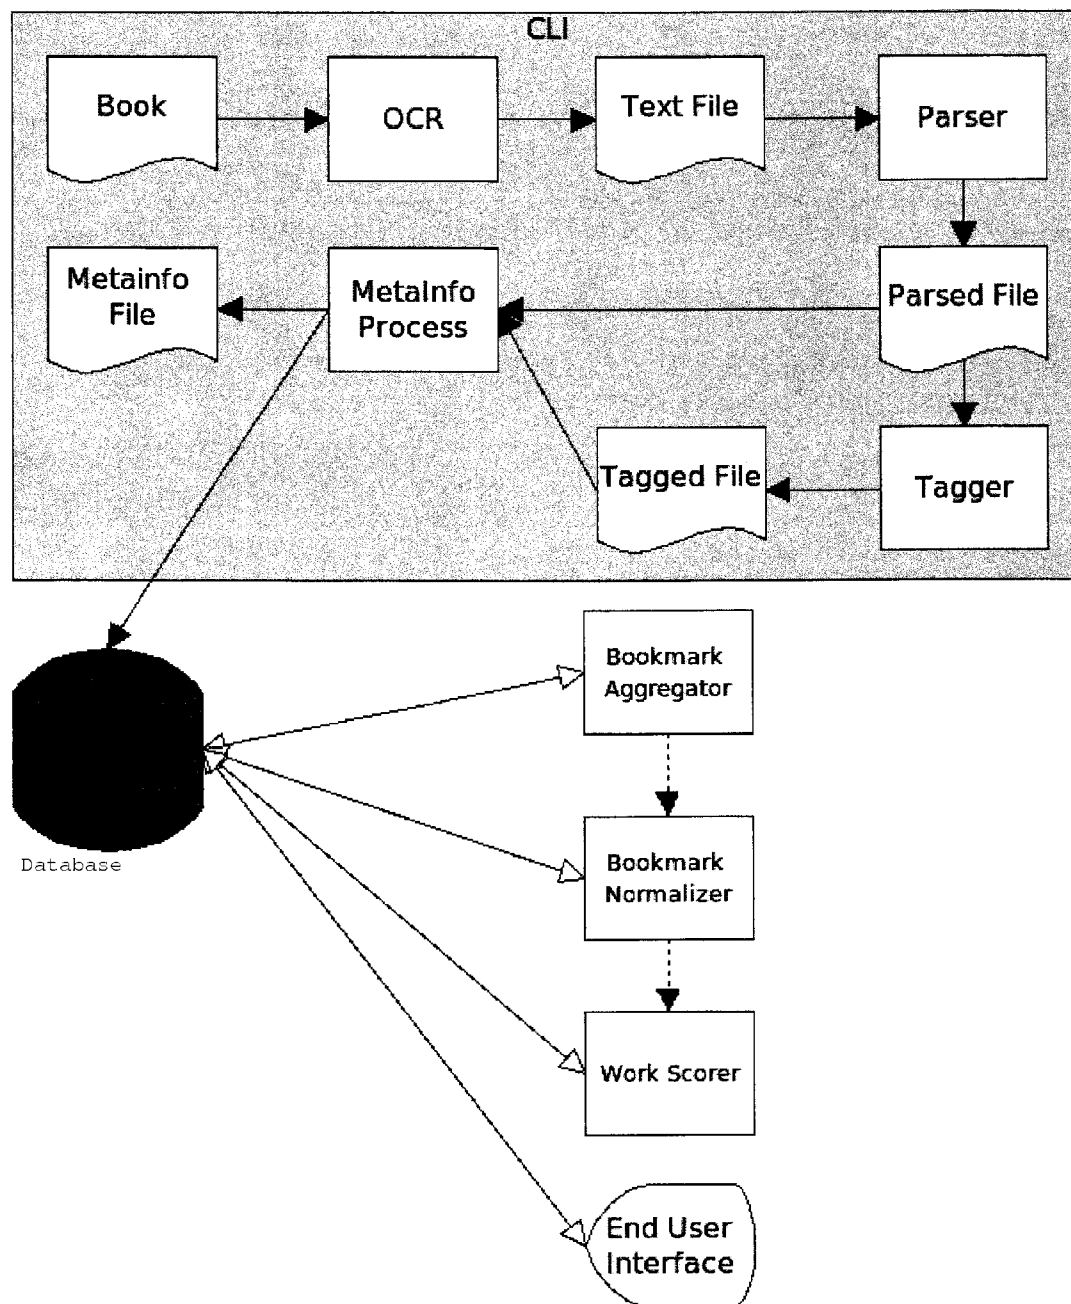 CLI
Book
OCR
Text File
Parser
Metainfo
File
MetaInfo
Process
Parsed File
Tagged File
Tagger
Bookmark
Aggregator
Database
Bookmark
Normalizer
Work Scorer
End User
Interface